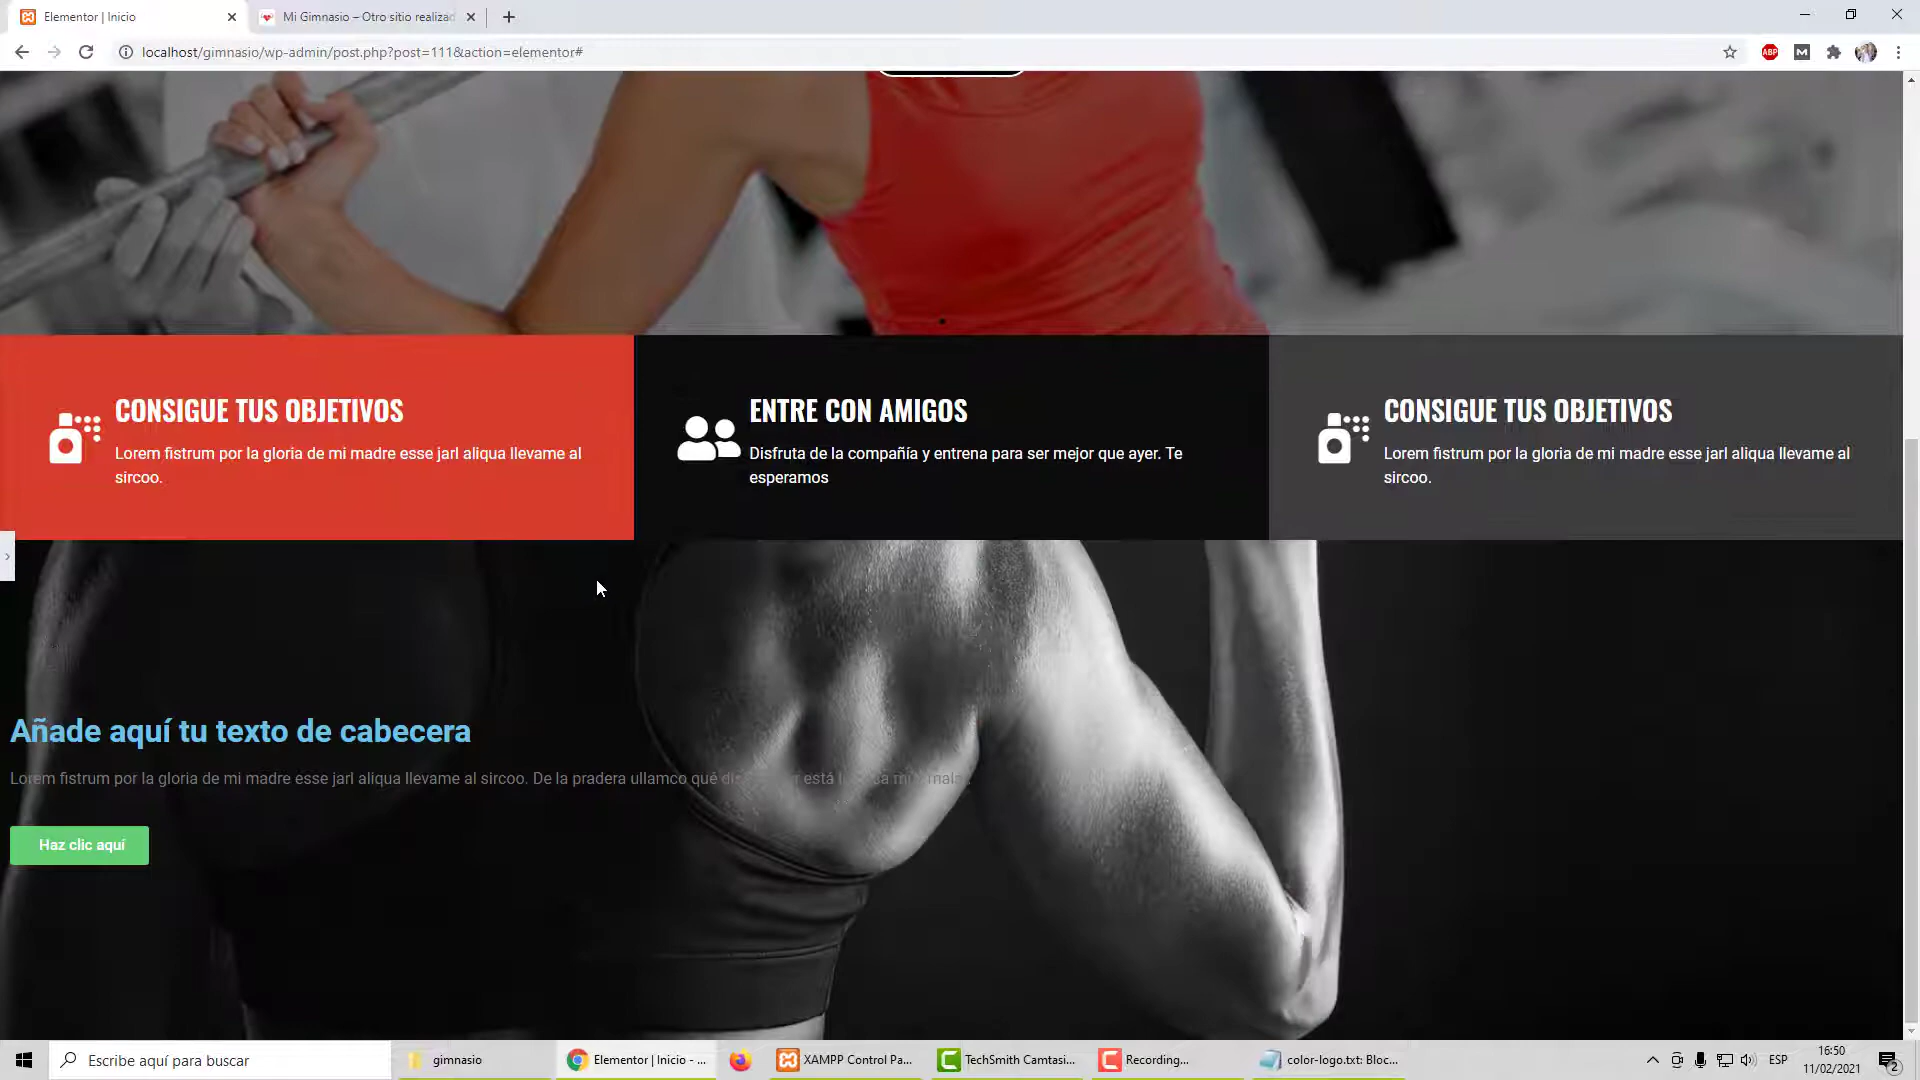 Elementor | Inicio
Mi Gimnasio – Otro sitio realizad
localhost/gimnasio/wp-admin/post.php?post=111&action=elementor#
ABP
CONSIGUE TUS OBJETIVOS
Lorem fistrum por la gloria de mi madre esse jarl aliqua llevame al
sircoo.
ENTRE CON AMIGOS
Disfruta de la compañía y entrena para ser mejor que ayer. Te
esperamos
CONSIGUE TUS OBJETIVOS
Lorem fistrum por la gloria de mi madre esse jarl aliqua llevame al
sircoo.
Añade aquí tu texto de cabecera
Lorem fistrum por la gloria de mi madre esse jarl aliqua llevame al sircoo. De la pradera ullamco qué
Haz clic aquí
Escribe aquí para buscar
gimnasio
Elementor | Inicio - ...
XAMPP Control Pa...
TechSmith Camtasi...
Recording...
color-logo.txt: Bloc...
ESP
16:50
11/02/2021
2